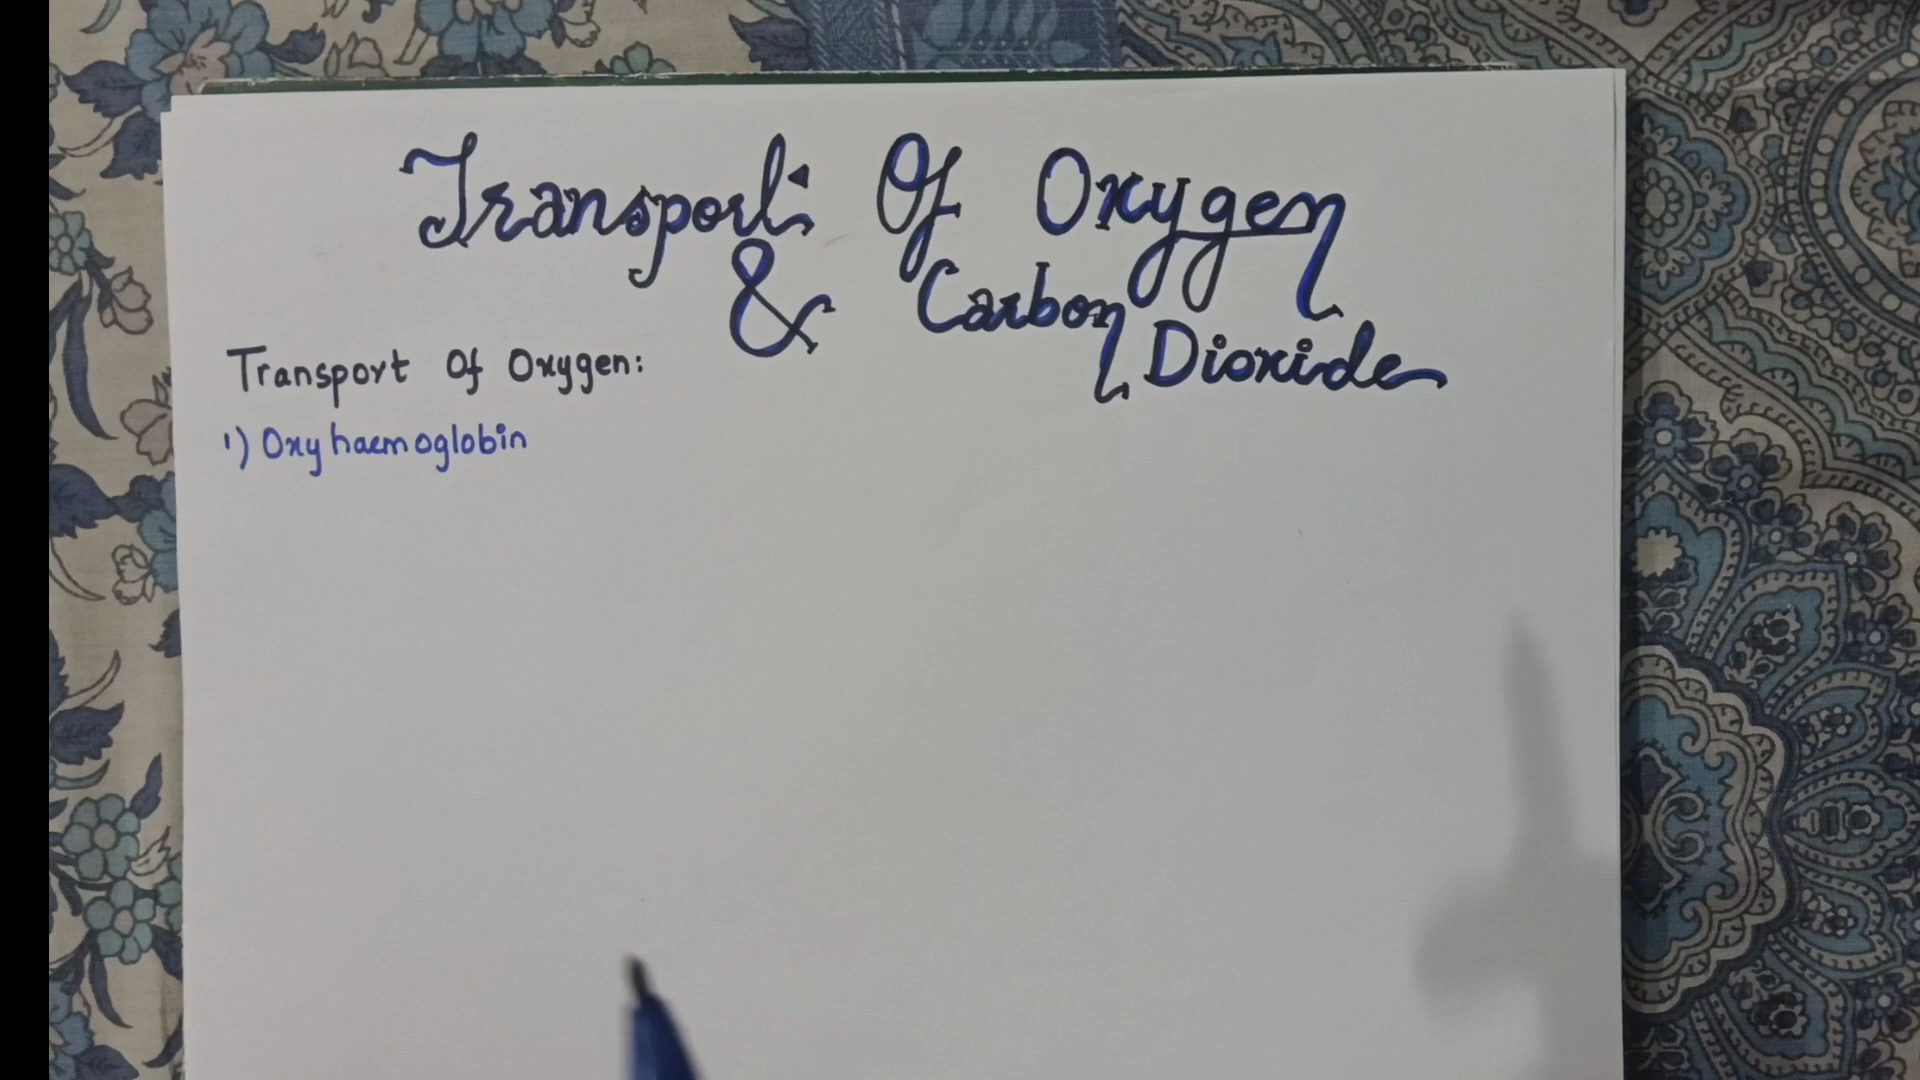 Transport Of Oxygen
& Carbon
Dioxide
Transport Of Oxygen:
1) Oxyhaemoglobin